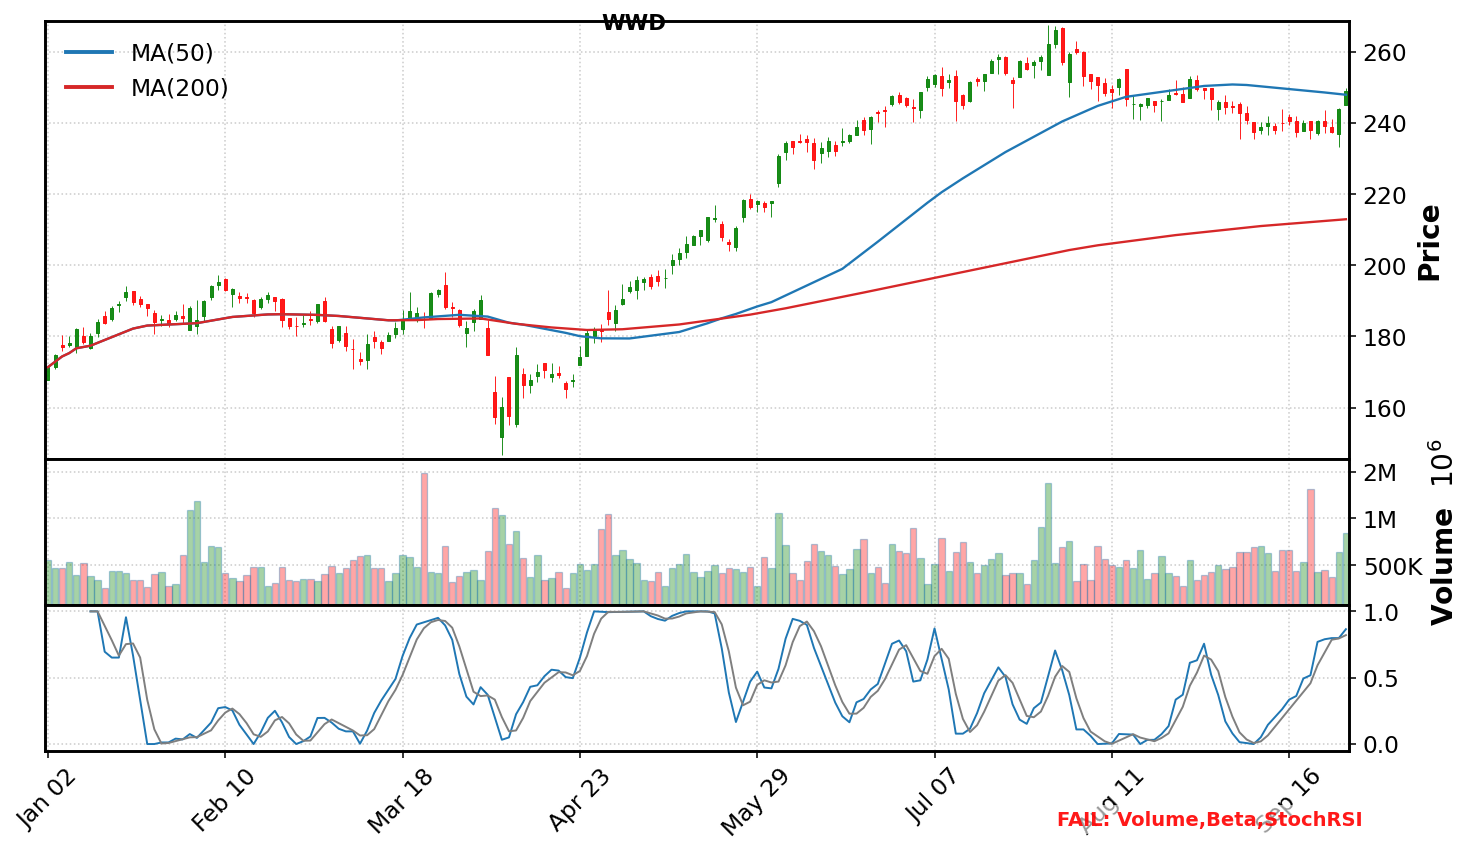 WWD
MA(50)
MA(200)
260
240
220
200
180
160
Price
2M
1M
500K
Volume 10⁶
1.0
0.5
0.0
Jan 02
Feb 10
Mar 18
Apr 23
May 29
Jul 07
Aug 11
Sep 16
FAIL: Volume,Beta,StochRSI